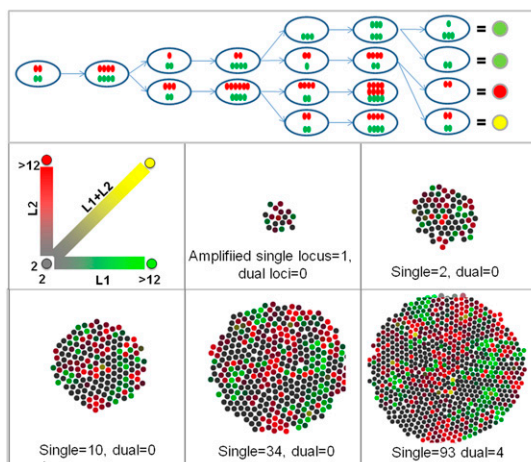 =
=
=
=
>12
L2
L1+L2
2
2
L1
>12
Amplifiied single locus=1,
dual loci=0
Single=2, dual=0
Single=10, dual=0
Single=34, dual=0
Single=93 dual=4